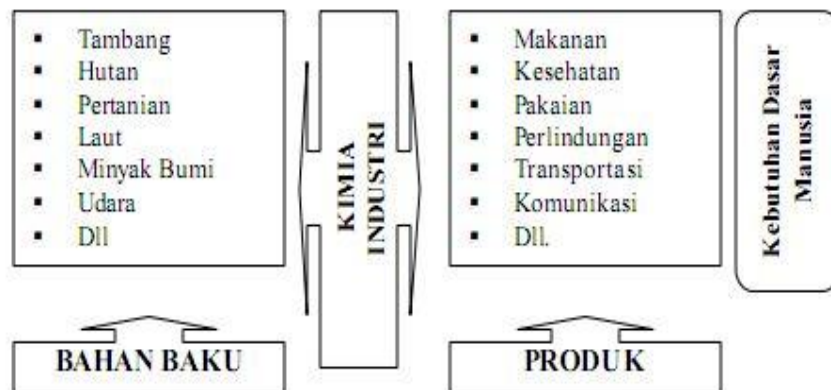 Tambang
Hutan
Pertanian
Laut
Minyak Bumi
Udara
Dll
BAHAN BAKU
KIMIA
INDUSTRI
Makanan
Kesehatan
Pakaian
Perlindungan
Transportasi
Komunikasi
Dll.
PRODUK
Kebutuhan Dasar
Manusia